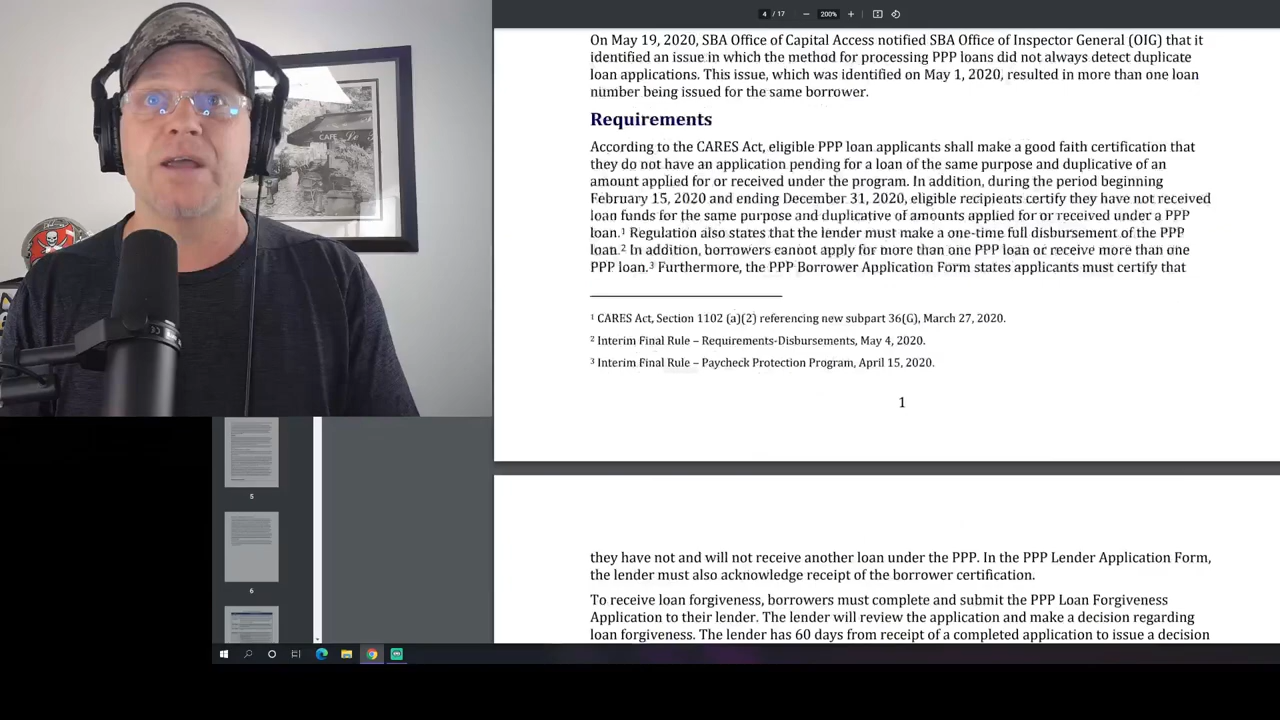 CAFE
4 / 17
200%
On May 19, 2020, SBA Office of Capital Access notified SBA Office of Inspector General (OIG) that it
identified an issue in which the method for processing PPP loans did not always detect duplicate
loan applications. This issue, which was identified on May 1, 2020, resulted in more than one loan
number being issued for the same borrower.
Requirements
According to the CARES Act, eligible PPP loan applicants shall make a good faith certification that
they do not have an application pending for a loan of the same purpose and duplicative of an
amount applied for or received under the program. In addition, during the period beginning
February 15, 2020 and ending December 31, 2020, eligible recipients certify they have not received
loan funds for the same purpose and duplicative of amounts applied for or received under a PPP
loan.¹ Regulation also states that the lender must make a one-time full disbursement of the PPP
loan.² In addition, borrowers cannot apply for more than one PPP loan or receive more than one
PPP loan.³ Furthermore, the PPP Borrower Application Form states applicants must certify that
¹ CARES Act, Section 1102 (a)(2) referencing new subpart 36(G), March 27, 2020.
² Interim Final Rule – Requirements-Disbursements, May 4, 2020.
³ Interim Final Rule – Paycheck Protection Program, April 15, 2020.
1
they have not and will not receive another loan under the PPP. In the PPP Lender Application Form,
the lender must also acknowledge receipt of the borrower certification.
To receive loan forgiveness, borrowers must complete and submit the PPP Loan Forgiveness
Application to their lender. The lender will review the application and make a decision regarding
loan forgiveness. The lender has 60 days from receipt of a completed application to issue a decision
5
6